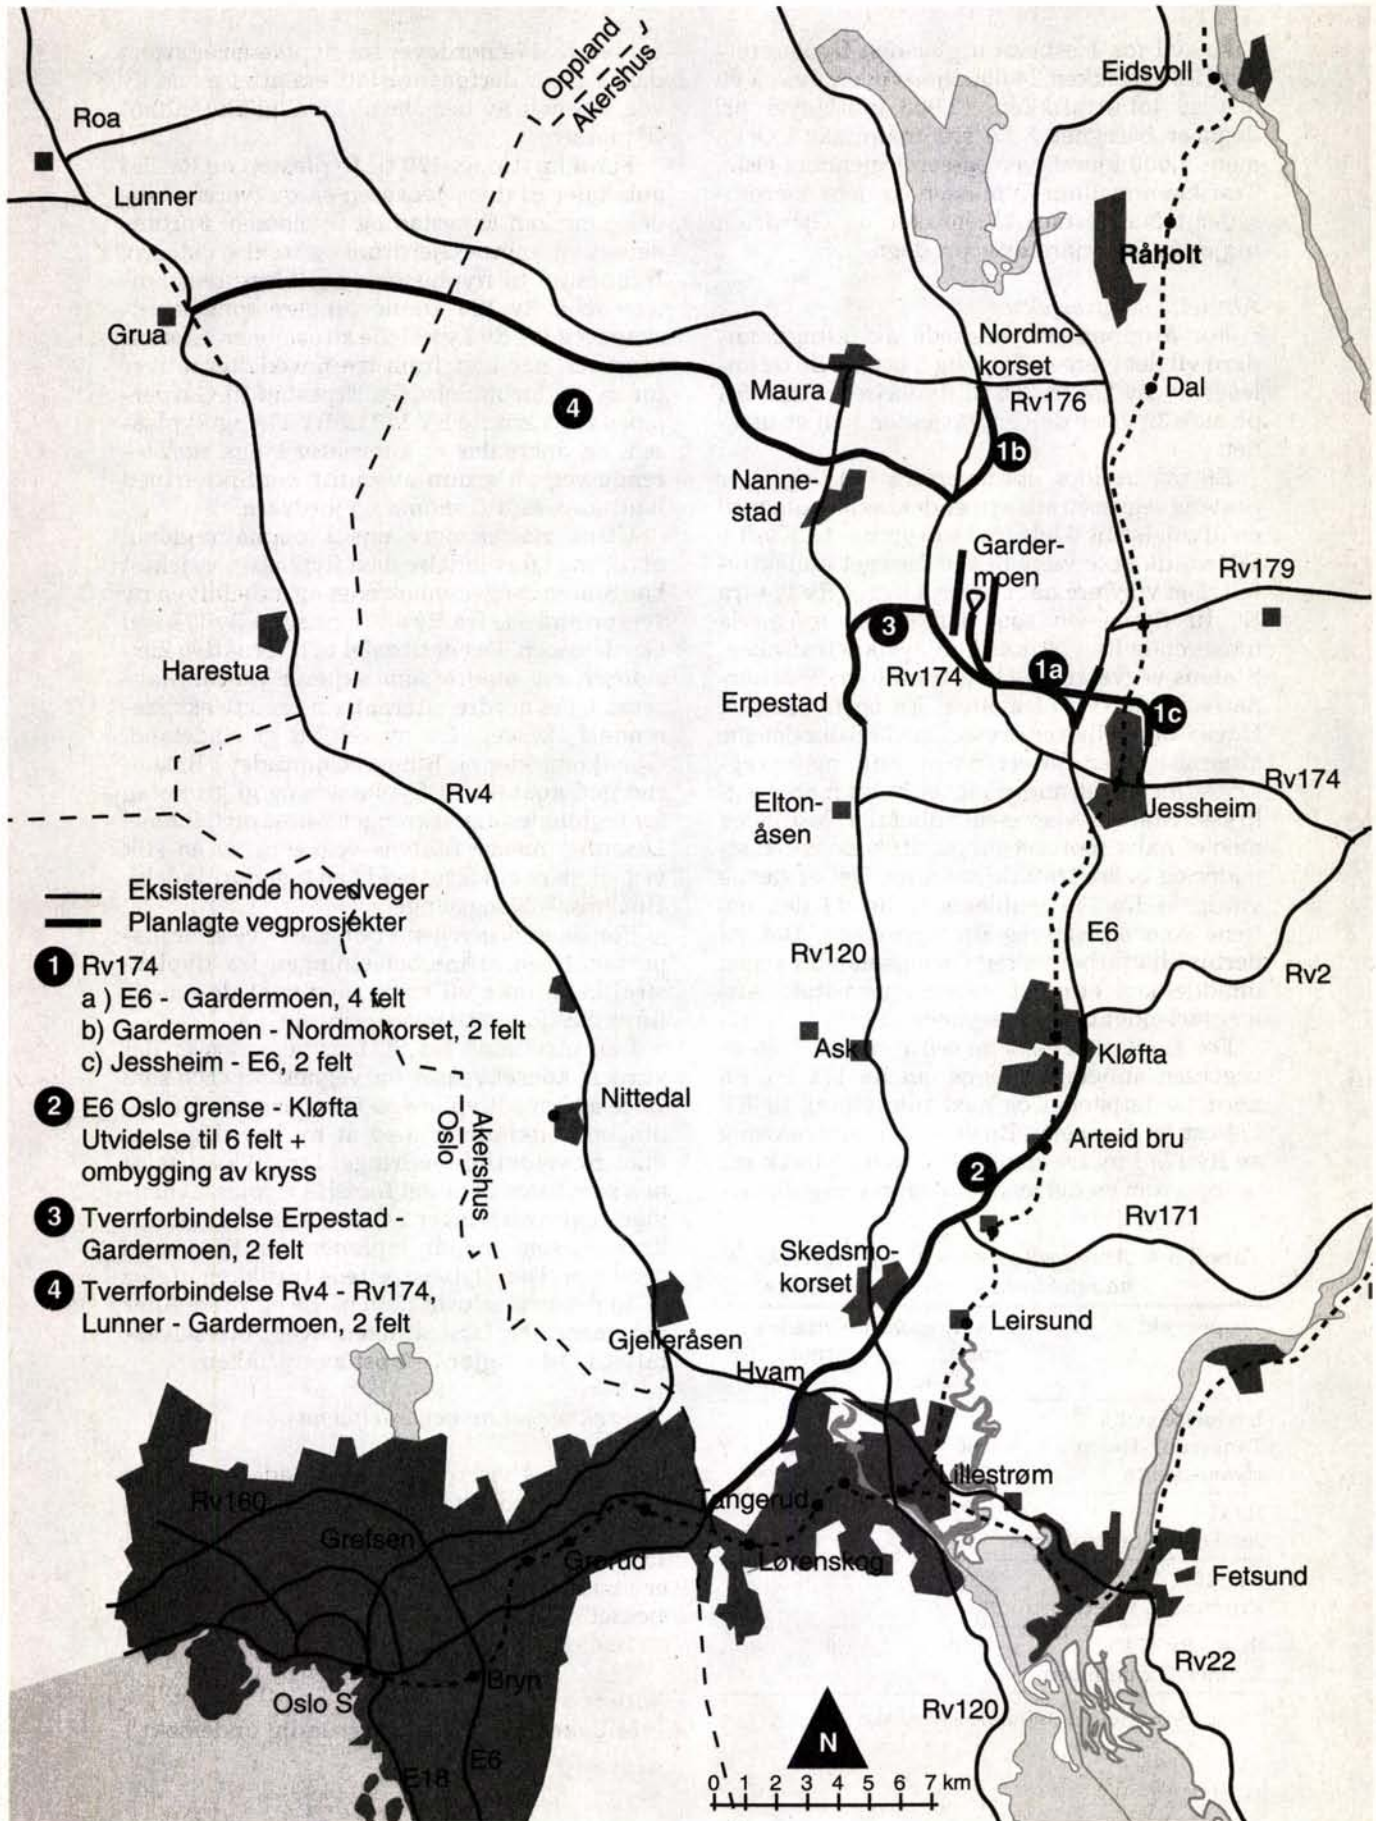 Oppland
Akershus
Eidsvoll
Roa
Lunner
Råholt
Grua
Nordmo-
korset
Maura
Dal
Rv176
4
1b
Nanne-
stad
Garder-
moen
Rv179
3
Harestua
Rv174
1a
Erpestad
1c
Rv4
Elton-
åsen
Rv174
Jessheim
Eksisterende hovedveger
Planlagte vegprosjekter
1 Rv174
a ) E6 - Gardermoen, 4 felt
b) Gardermoen - Nordmokorset, 2 felt
c) Jessheim - E6, 2 felt
2 E6 Oslo grense - Kløfta
Utvidelse til 6 felt +
ombygging av kryss
3 Tverrforbindelse Erpestad -
Gardermoen, 2 felt
4 Tverrforbindelse Rv4 - Rv174,
Lunner - Gardermoen, 2 felt
E6
Rv120
Rv2
Ask
Kløfta
Nittedal
Akershus
Oslo
Arteid bru
2
Rv171
Skedsmo-
korset
Leirsund
Gjelleråsen
Hvam
Lillestrøm
Rv160
Tangerud
Grefsen
Grorud
Lørenskog
Fetsund
Bryn
Oslo S
Rv22
Rv120
E18
E6
N
0 1 2 3 4 5 6 7 km